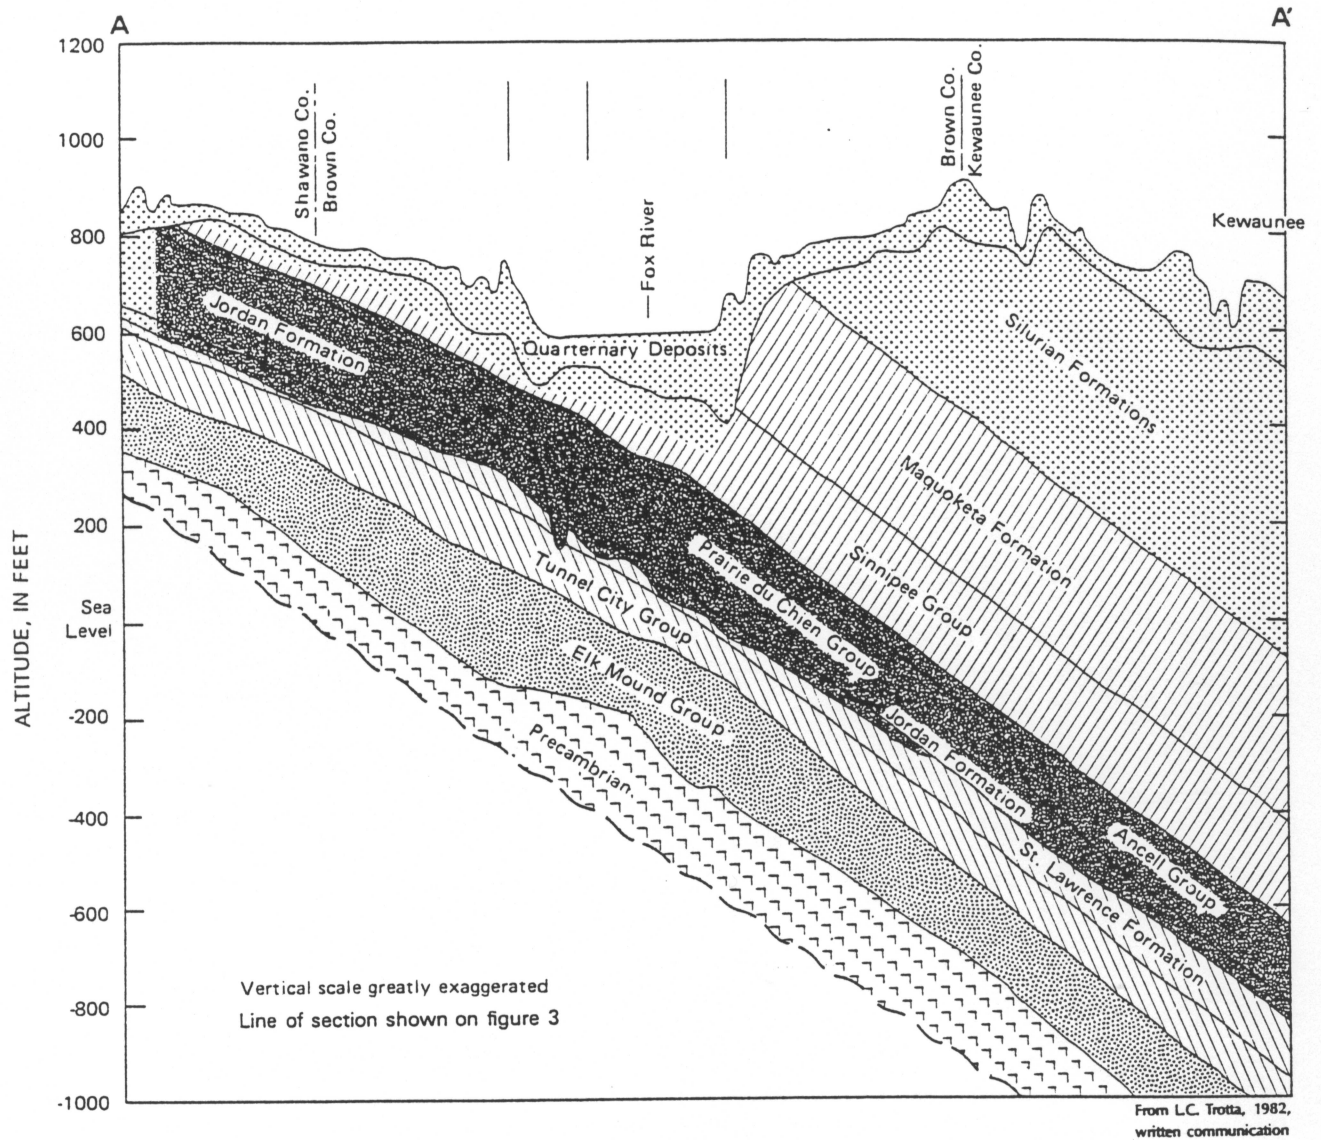 A
A′
1200
1000
800
600
400
200
Sea
Level
-200
-400
-600
-800
-1000
ALTITUDE, IN FEET
Shawano Co.
Brown Co.
Fox River
Brown Co.
Kewaunee Co.
Kewaunee
Jordan Formation
Quarternary Deposits
Silurian Formations
Maquoketa Formation
Sinnipee Group
Prairie du Chien Group
Tunnel City Group
Elk Mound Group
Precambrian
Jordan Formation
Ancell Group
St. Lawrence Formation
Vertical scale greatly exaggerated
Line of section shown on figure 3
From L.C. Trotta, 1982,
written communication